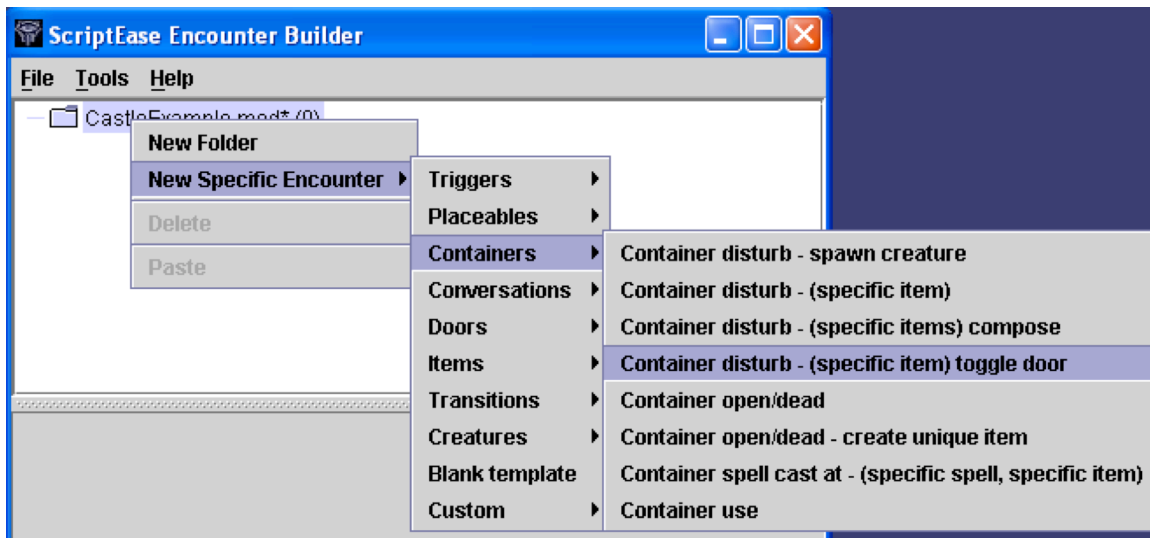 ScriptEase Encounter Builder
File Tools Help
CastleExample.mod* (0)
New Folder
New Specific Encounter
Delete
Paste
Triggers
Placeables
Containers
Conversations
Doors
Items
Transitions
Creatures
Blank template
Custom
Container disturb - spawn creature
Container disturb - (specific item)
Container disturb - (specific items) compose
Container disturb - (specific item) toggle door
Container open/dead
Container open/dead - create unique item
Container spell cast at - (specific spell, specific item)
Container use